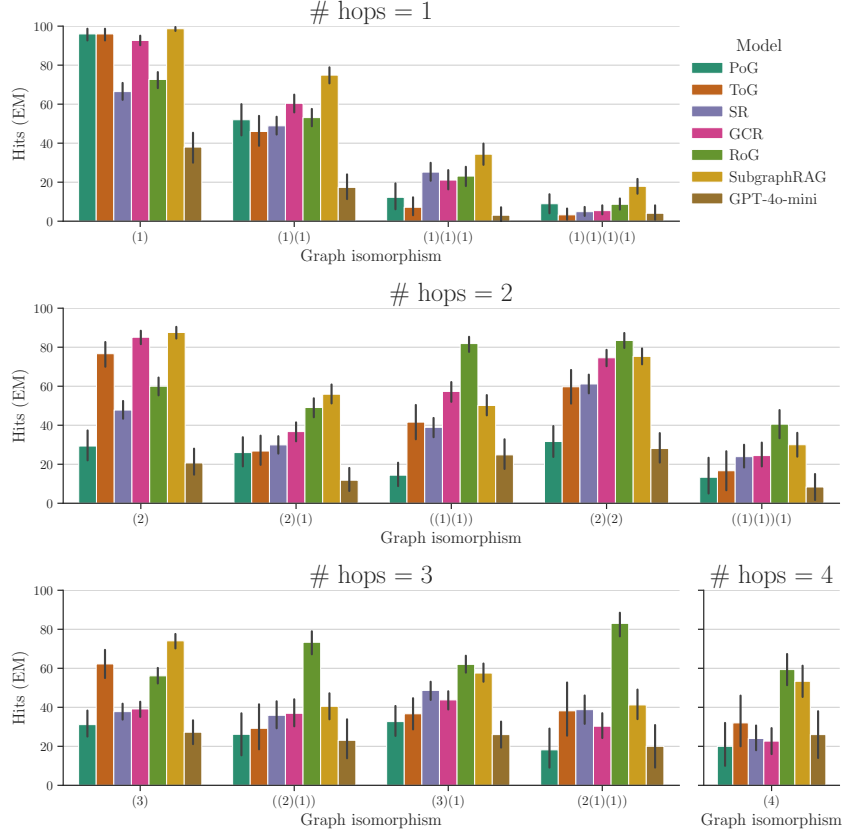 # hops = 1
100
80
60
40
20
0
Hits (EM)
(1)
(1)(1)
(1)(1)(1)
(1)(1)(1)(1)
Graph isomorphism
Model
PoG
ToG
SR
GCR
RoG
SubgraphRAG
GPT-4o-mini
# hops = 2
100
80
60
40
20
0
Hits (EM)
(2)
(2)(1)
((1)(1))
(2)(2)
((1)(1))(1)
Graph isomorphism
# hops = 3
100
80
60
40
20
0
Hits (EM)
(3)
((2)(1))
(3)(1)
(2(1)(1))
Graph isomorphism
# hops = 4
(4)
Graph isomorphism